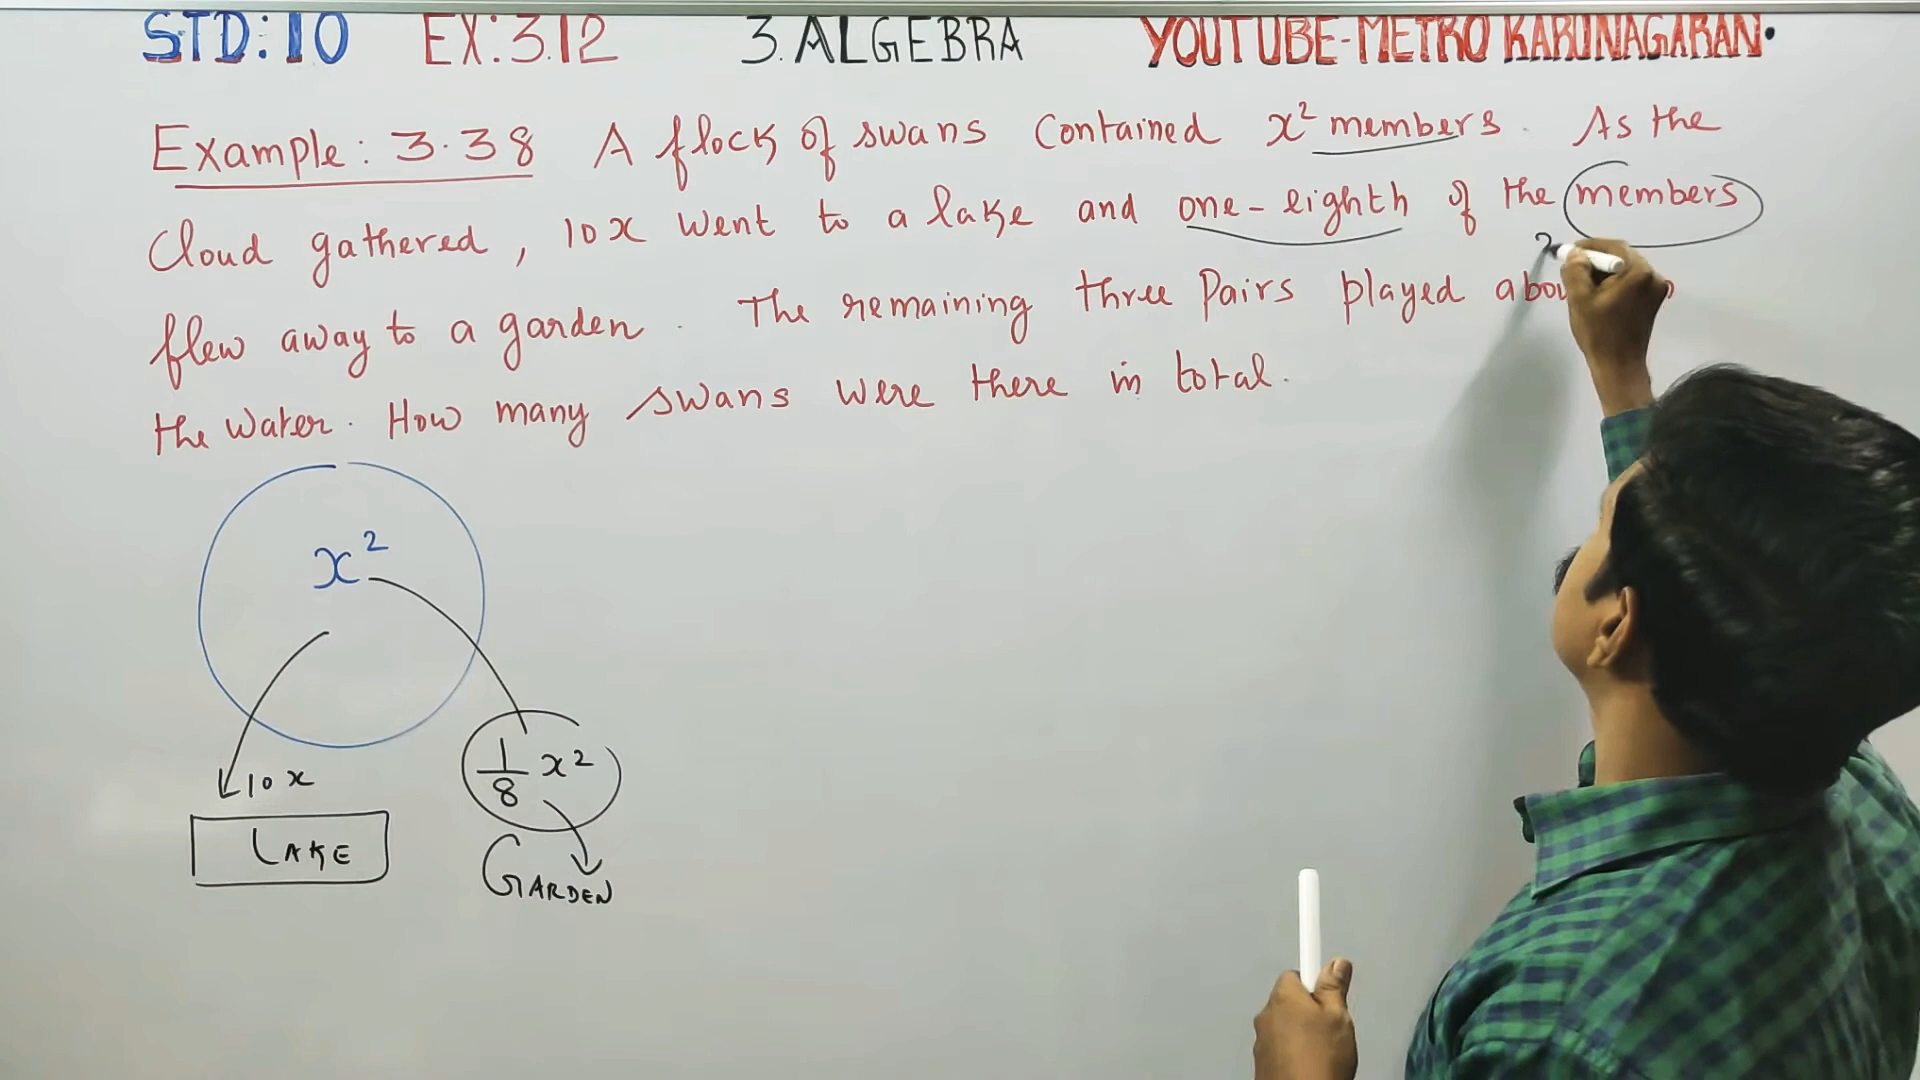 STD: 10 EX: 3.12 3. ALGEBRA YOUTUBE-METRO KARUNAGARAN.
Example: 3.38 A flock of swans contained x² members. As the
cloud gathered, 10x went to a lake and one-eighth of the members
flew away to a garden. The remaining three pairs played
the water. How many swans were there in total.
x²
10x
1/8 x²
LAKE
GARDEN